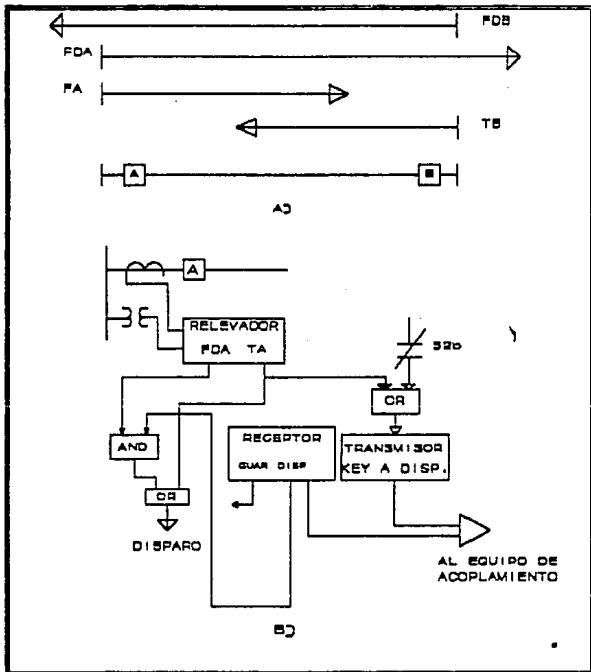 FDB
FDA
FA
TB
A B
A)
A
RELEVADOR
FDA TA
52b
OR
AND
RECEPTOR
GUAR DISP
TRANSMISOR
KEY A DISP.
OR
DISPARO
AL EQUIPO DE
ACOPLAMIENTO
B)